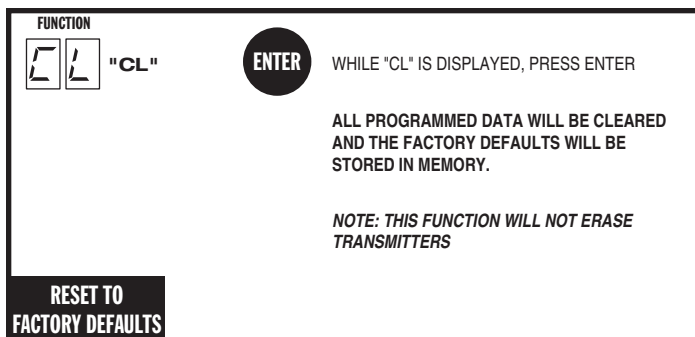 FUNCTION
CL "CL"
ENTER
WHILE "CL" IS DISPLAYED, PRESS ENTER
ALL PROGRAMMED DATA WILL BE CLEARED
AND THE FACTORY DEFAULTS WILL BE
STORED IN MEMORY.
NOTE: THIS FUNCTION WILL NOT ERASE
TRANSMITTERS
RESET TO
FACTORY DEFAULTS